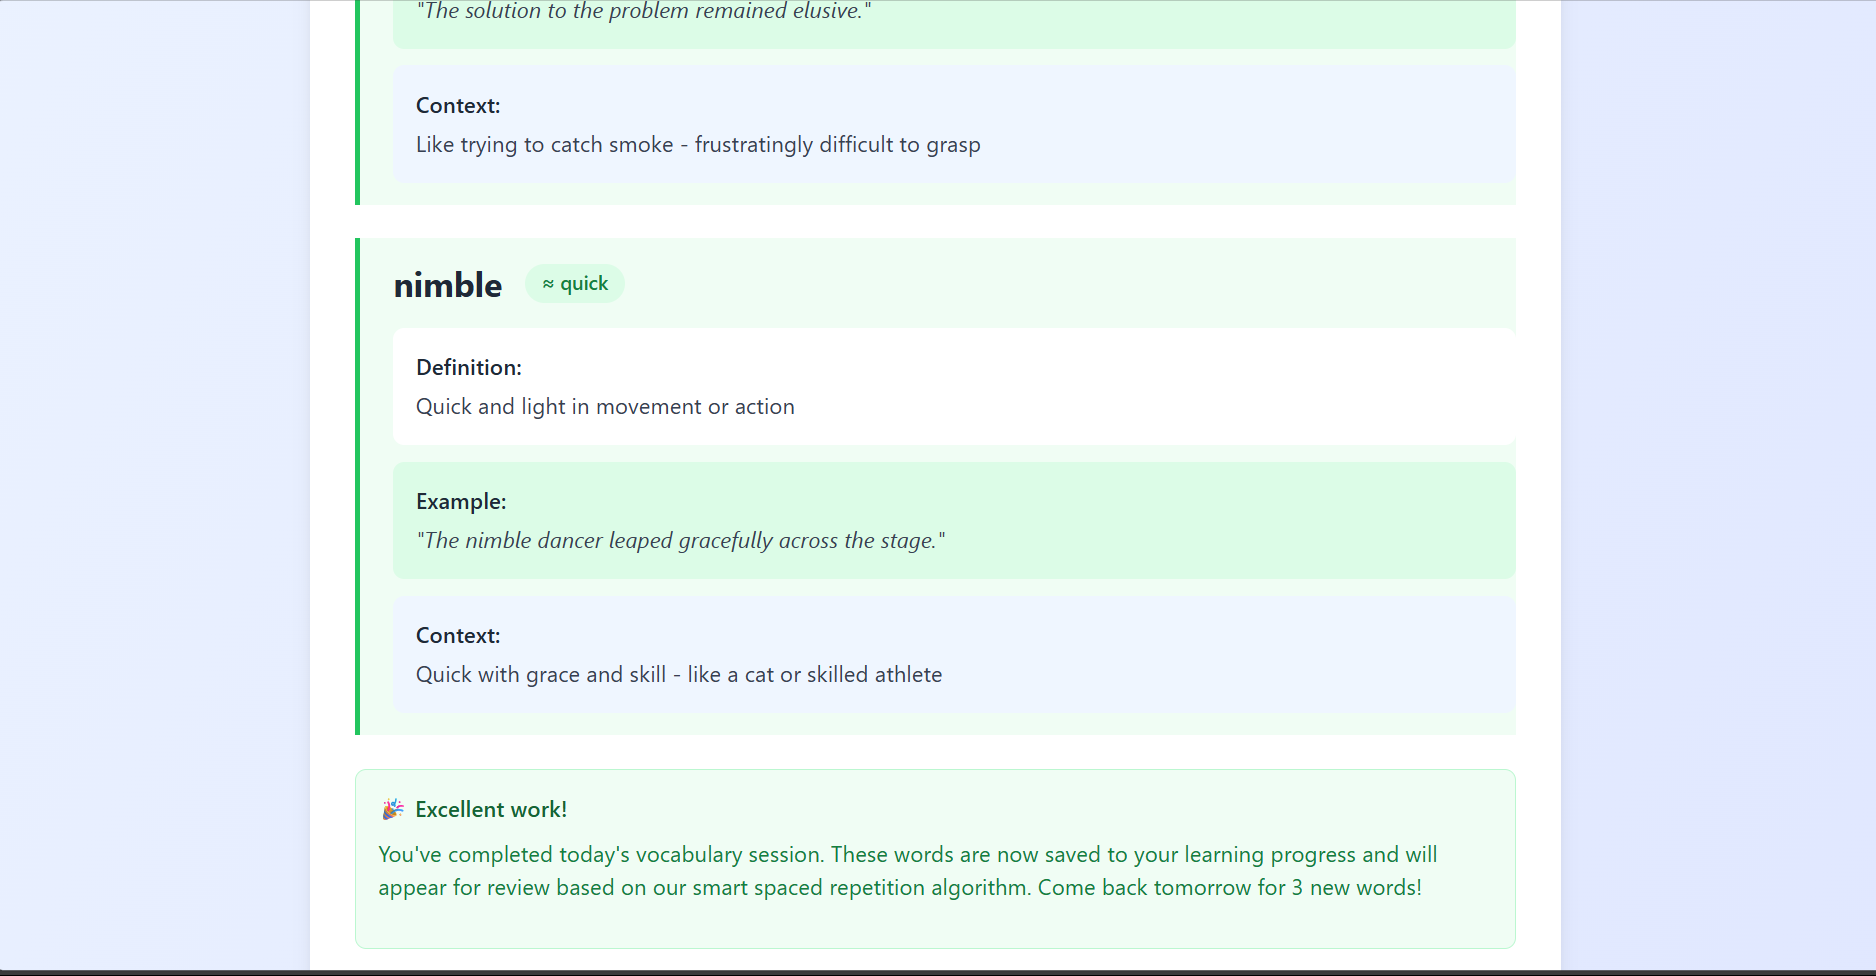 "The solution to the problem remained elusive."
Context:
Like trying to catch smoke - frustratingly difficult to grasp
nimble ≈ quick
Definition:
Quick and light in movement or action
Example:
"The nimble dancer leaped gracefully across the stage."
Context:
Quick with grace and skill - like a cat or skilled athlete
🎉 Excellent work!
You've completed today's vocabulary session. These words are now saved to your learning progress and will
appear for review based on our smart spaced repetition algorithm. Come back tomorrow for 3 new words!